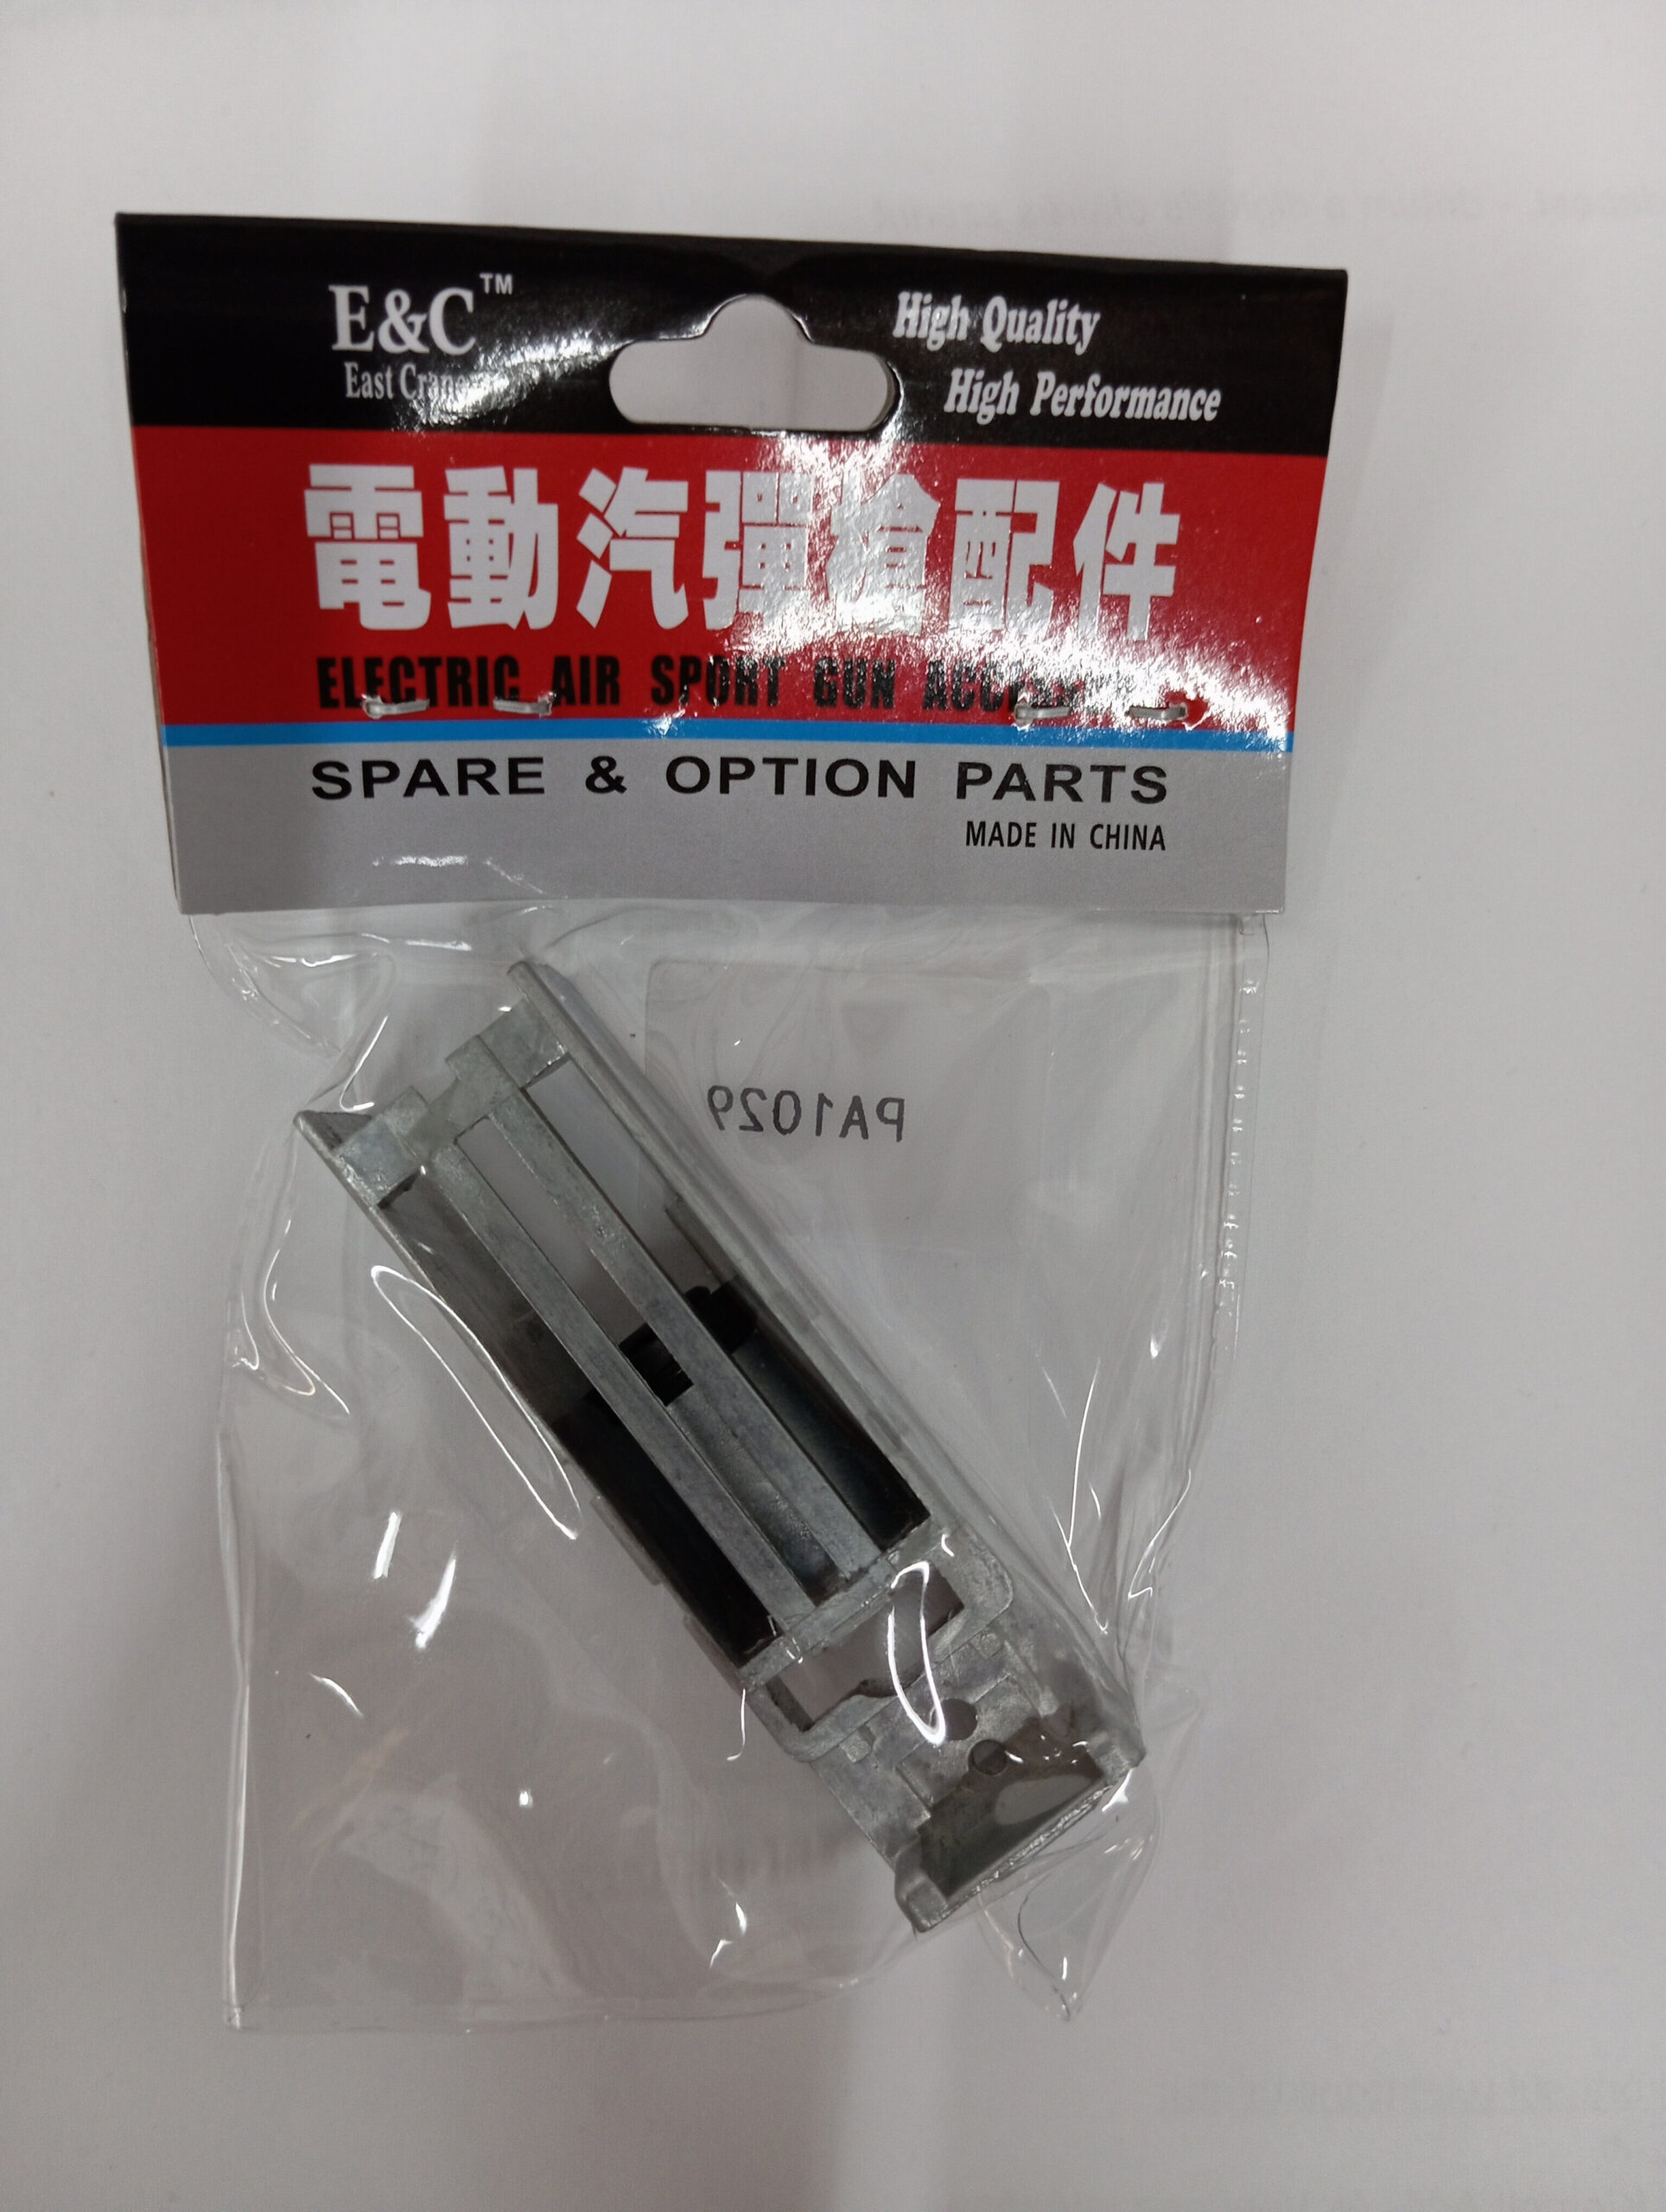 E&C™
East Crane
High Quality
High Performance
電動汽彈槍配件
ELECTRIC AIR SPORT GUN
SPARE & OPTION PARTS
MADE IN CHINA
PA1029